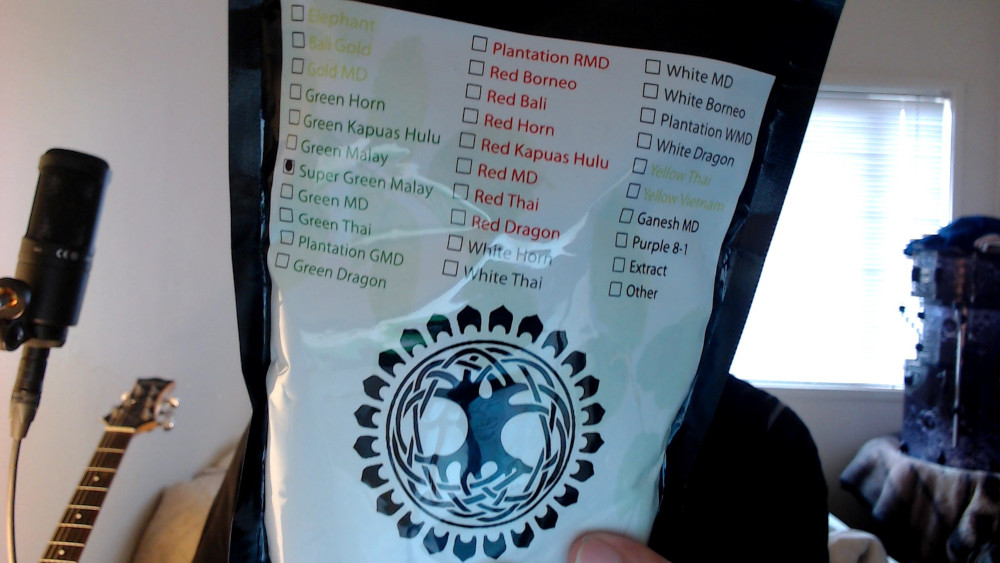 Elephant
Bali Gold
Gold MD
Green Horn
Green Kapuas Hulu
Green Malay
Super Green Malay
Green MD
Green Thai
Plantation GMD
Green Dragon
Plantation RMD
Red Borneo
Red Bali
Red Horn
Red Kapuas Hulu
Red MD
Red Thai
Red Dragon
White Horn
White Thai
White MD
White Borneo
Plantation WMD
White Dragon
Yellow Thai
Yellow Vietnam
Ganesh MD
Purple 8-1
Extract
Other